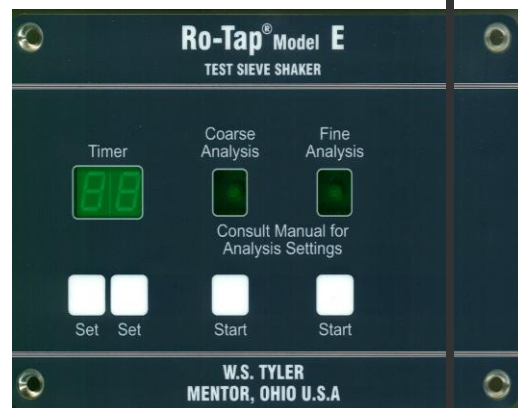 Ro-Tap® Model E
TEST SIEVE SHAKER
Timer
Coarse Analysis
Fine Analysis
88
Consult Manual for
Analysis Settings
Set Set Start Start
W.S. TYLER
MENTOR, OHIO U.S.A